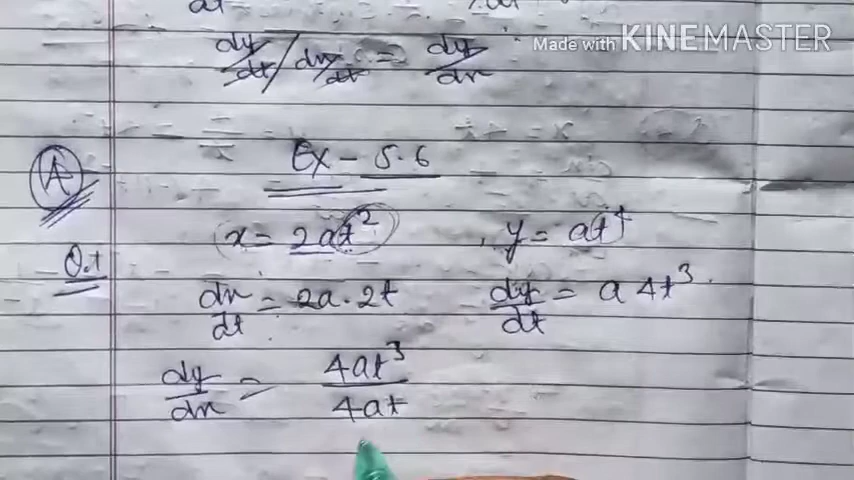 Made with KINEMASTER
dy/dt / dx/dt = dy/dx
A
Ex - 5.6
x = 2at² , y = at⁴
Q.1
dx/dt = 2a.2t dy/dt = a 4t³.
dy/dx = 4at³/4at